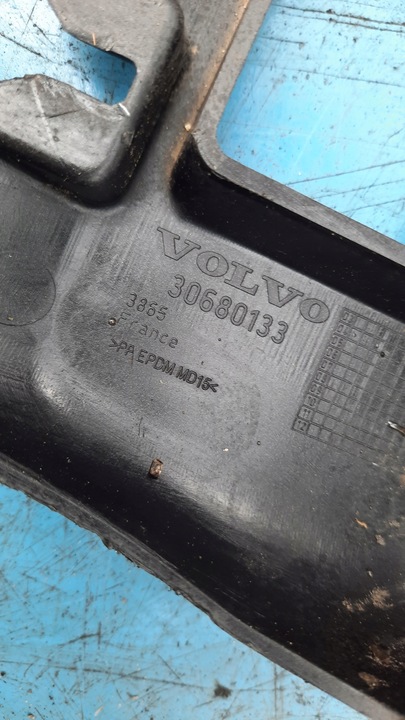 VOLVO
30680133
3865
France
>PA EPDM MD15<